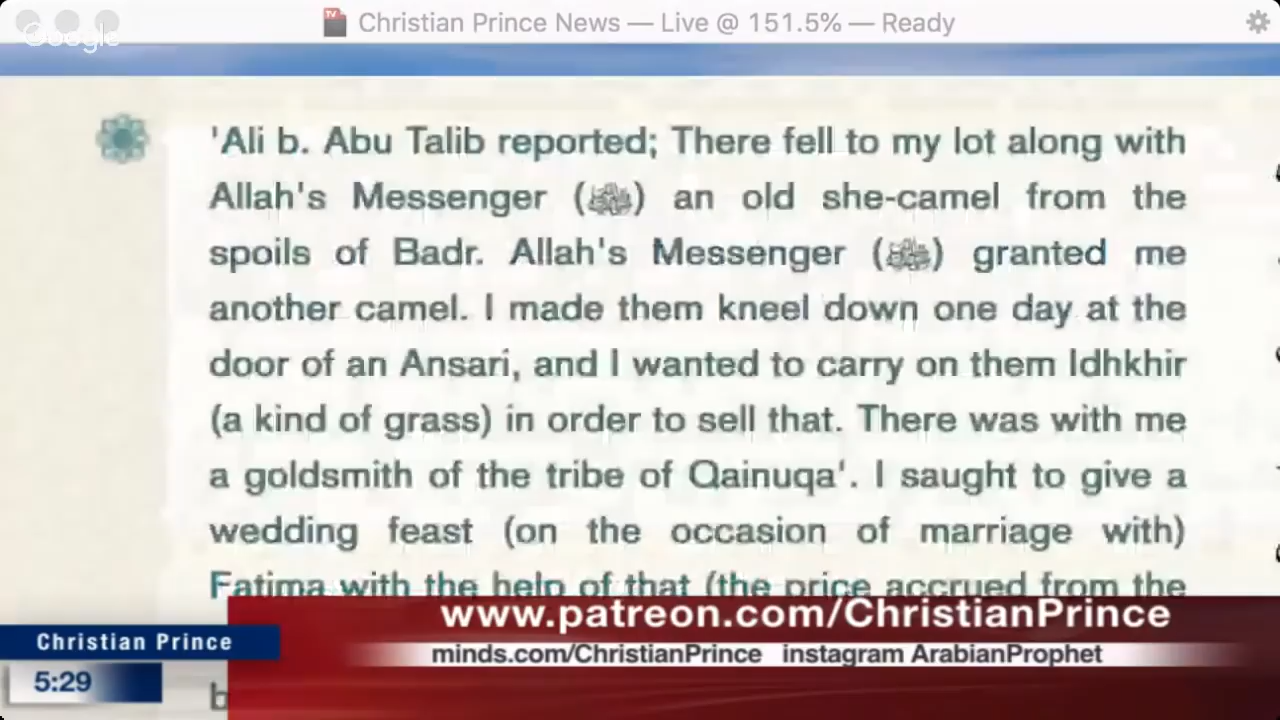 Christian Prince News — Live @ 151.5% — Ready
Google
'Ali b. Abu Talib reported; There fell to my lot along with
Allah's Messenger (ﷺ) an old she-camel from the
spoils of Badr. Allah's Messenger (ﷺ) granted me
another camel. I made them kneel down one day at the
door of an Ansari, and I wanted to carry on them Idhkhir
(a kind of grass) in order to sell that. There was with me
a goldsmith of the tribe of Qainuqa'. I saught to give a
wedding feast (on the occasion of marriage with)
Fatima with the help of that (the price accrued from the
www.patreon.com/ChristianPrince
Christian Prince
minds.com/ChristianPrince instagram ArabianProphet
5:29